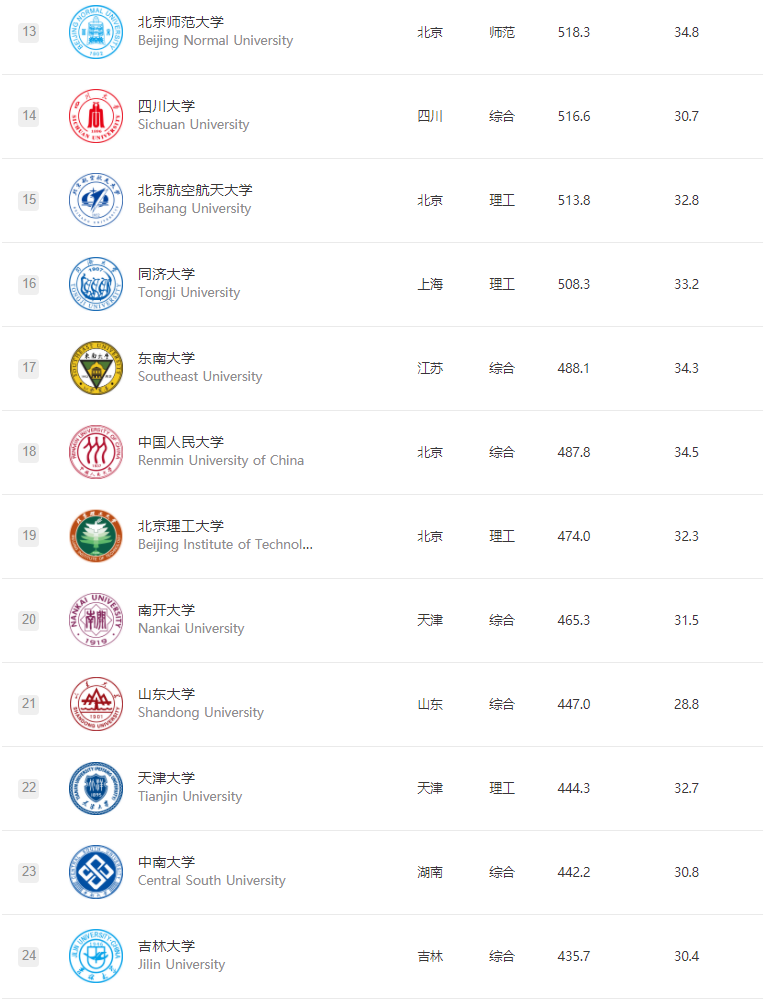 13
北京师范大学
Beijing Normal University
北京 师范 518.3 34.8
14
四川大学
Sichuan University
四川 综合 516.6 30.7
15
北京航空航天大学
Beihang University
北京 理工 513.8 32.8
16
同济大学
Tongji University
上海 理工 508.3 33.2
17
东南大学
Southeast University
江苏 综合 488.1 34.3
18
中国人民大学
Renmin University of China
北京 综合 487.8 34.5
19
北京理工大学
Beijing Institute of Technol...
北京 理工 474.0 32.3
20
NANKAI UNIVERSITY
1919
南开大学
Nankai University
天津 综合 465.3 31.5
21
山东大学
Shandong University
山东 综合 447.0 28.8
22
天津大学
Tianjin University
天津 理工 444.3 32.7
23
中南大学
Central South University
湖南 综合 442.2 30.8
24
吉林大学
Jilin University
吉林 综合 435.7 30.4